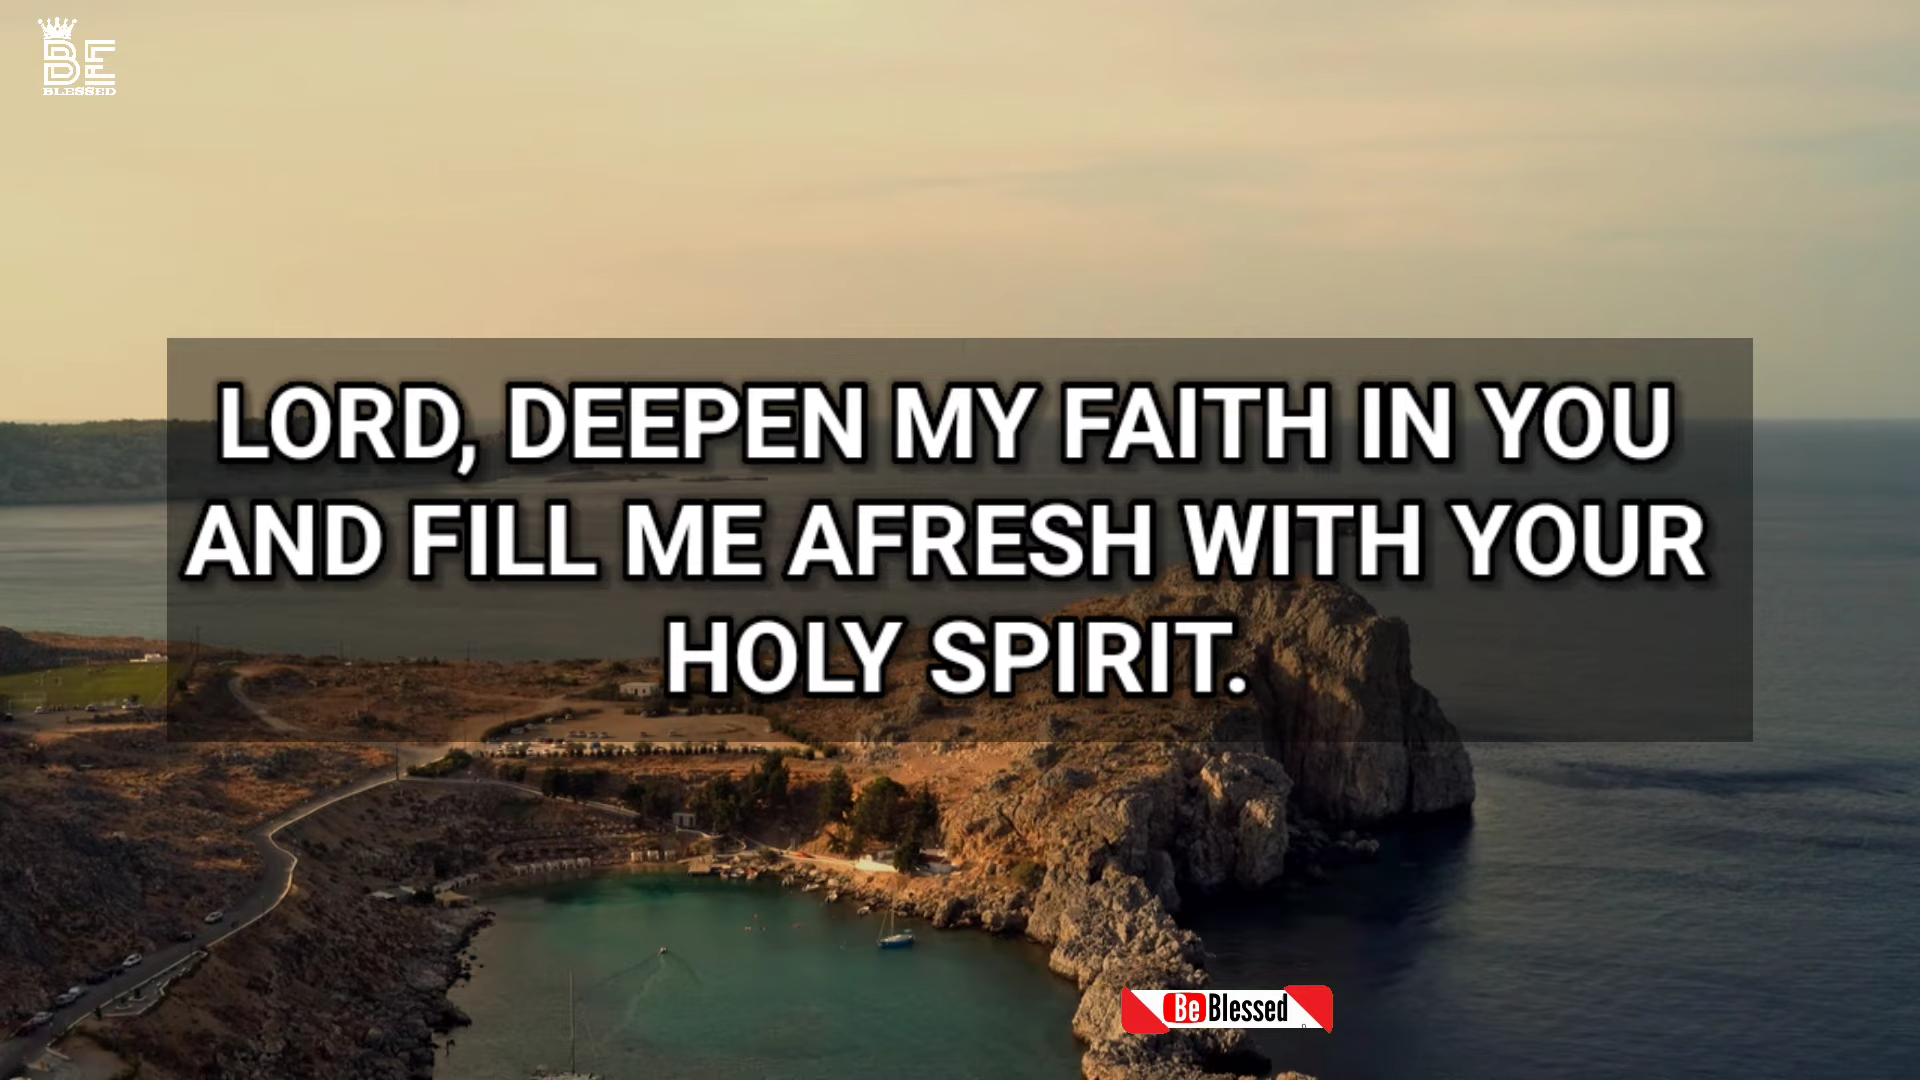 BE
BLESSED
LORD, DEEPEN MY FAITH IN YOU
AND FILL ME AFRESH WITH YOUR
HOLY SPIRIT.
Be Blessed